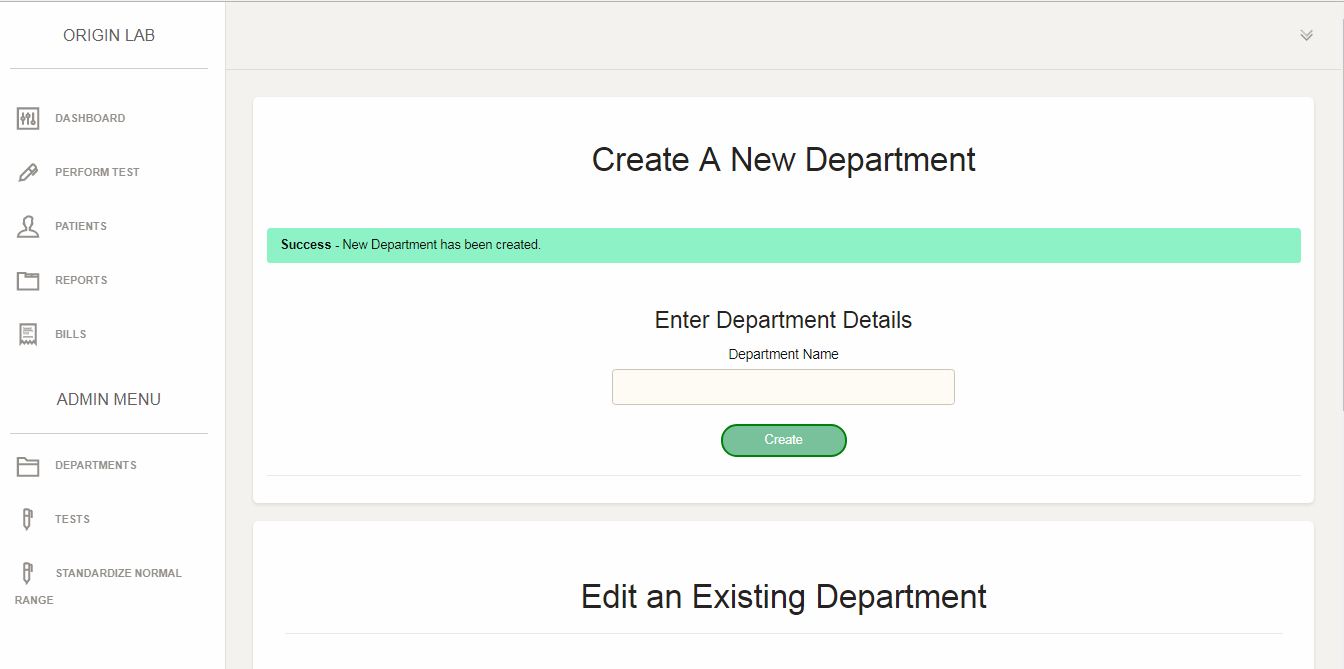 ORIGIN LAB
DASHBOARD
PERFORM TEST
PATIENTS
REPORTS
BILLS
ADMIN MENU
DEPARTMENTS
TESTS
STANDARDIZE NORMAL
RANGE
Create A New Department
Success - New Department has been created.
Enter Department Details
Department Name
Create
Edit an Existing Department